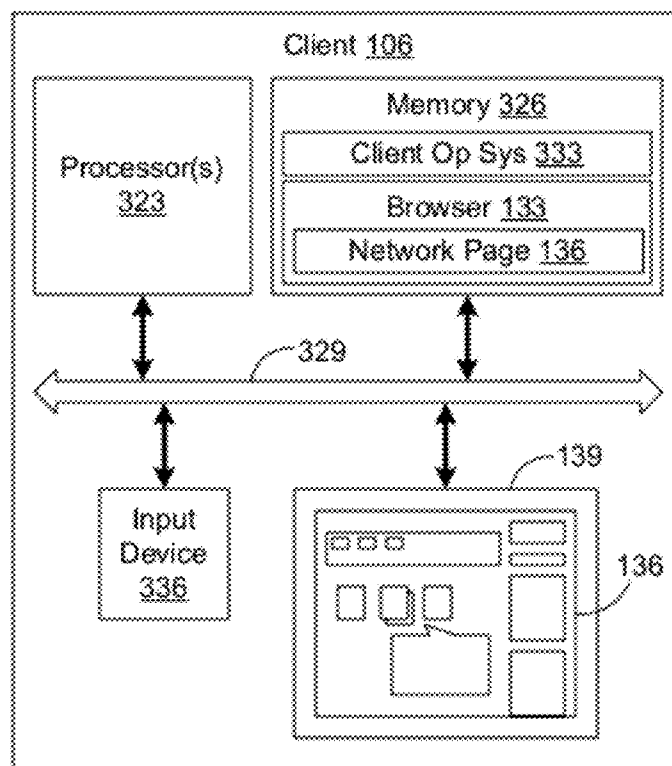 Client 106
Processor(s)
323
Memory 326
Client Op Sys 333
Browser 133
Network Page 136
329
Input
Device
336
139
136